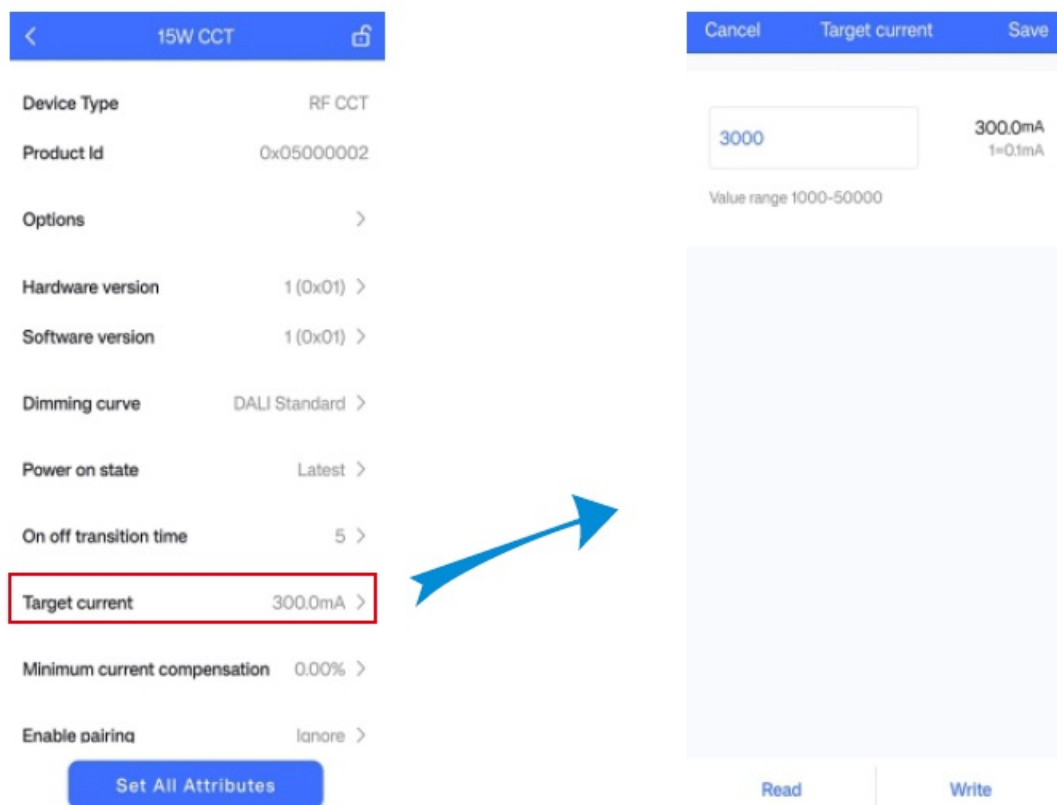 15W CCT
Device Type RF CCT
Product Id 0x05000002
Options
Hardware version 1 (0x01)
Software version 1 (0x01)
Dimming curve DALI Standard
Power on state Latest
On off transition time 5
Target current 300.0mA
Minimum current compensation 0.00%
Enable pairing Ignore
Set All Attributes
Cancel Target current Save
3000 300.0mA
1=0.1mA
Value range 1000-50000
Read Write